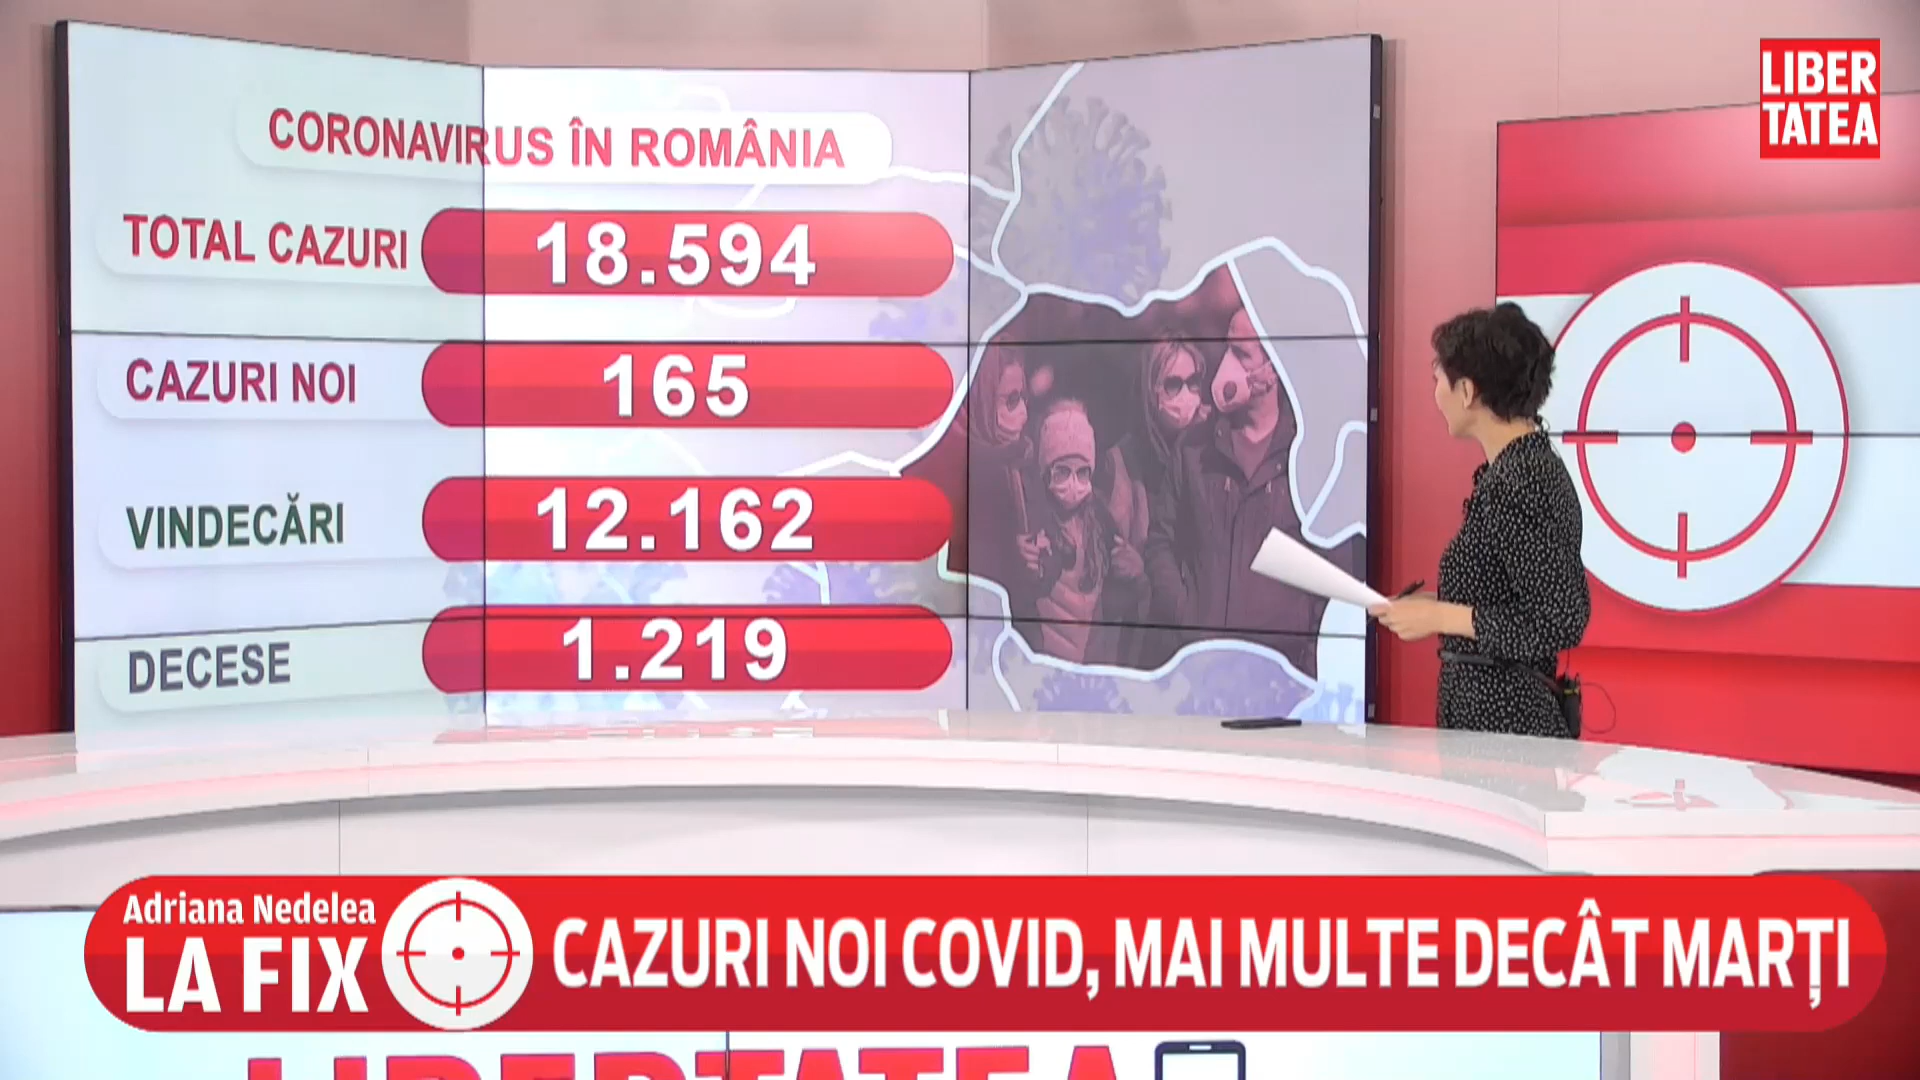 LIBER
TATEA
CORONAVIRUS ÎN ROMÂNIA
TOTAL CAZURI 18.594
CAZURI NOI 165
VINDECĂRI 12.162
DECESE 1.219
Adriana Nedelea
LA FIX
CAZURI NOI COVID, MAI MULTE DECÂT MARȚI
LIBERTATEA